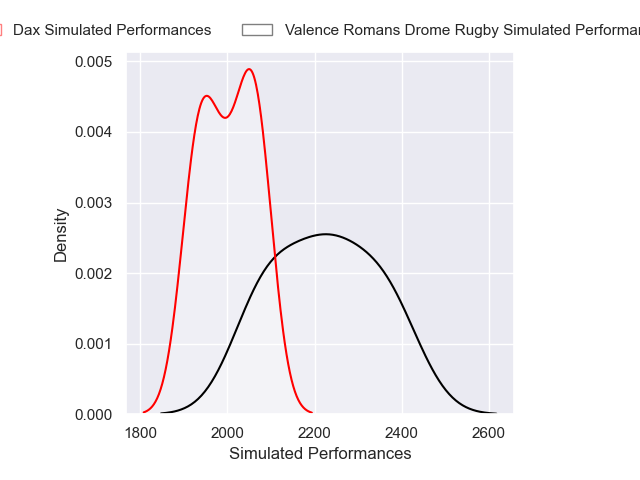 Dax Simulated Performances
Valence Romans Drome Rugby Simulated
0.005
0.004
0.003
0.002
0.001
0.000
Density
1800 2000 2200 2400 2600
Simulated Performances